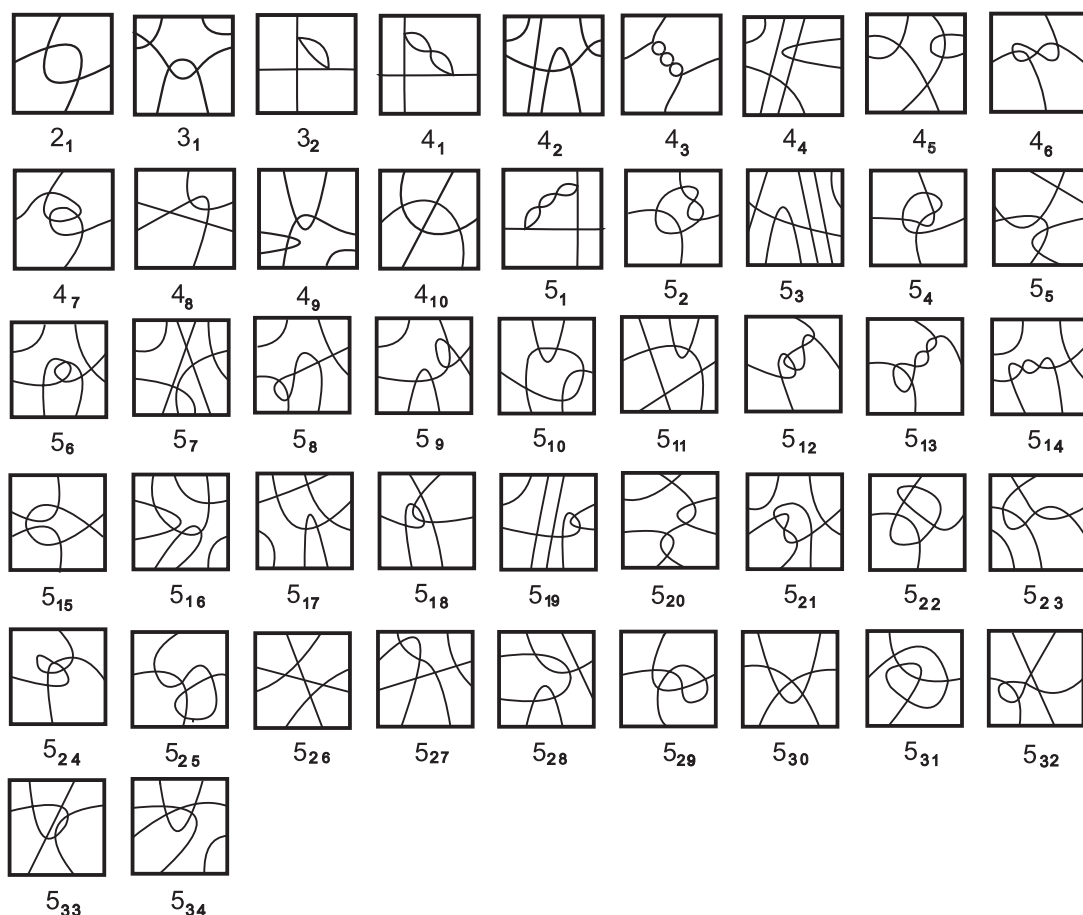 2₁ 3₁ 3₂ 4₁ 4₂ 4₃ 4₄ 4₅ 4₆
4₇ 4₈ 4₉ 4₁₀ 5₁ 5₂ 5₃ 5₄ 5₅
5₆ 5₇ 5₈ 5₉ 5₁₀ 5₁₁ 5₁₂ 5₁₃ 5₁₄
5₁₅ 5₁₆ 5₁₇ 5₁₈ 5₁₉ 5₂₀ 5₂₁ 5₂₂ 5₂₃
5₂₄ 5₂₅ 5₂₆ 5₂₇ 5₂₈ 5₂₉ 5₃₀ 5₃₁ 5₃₂
5₃₃ 5₃₄